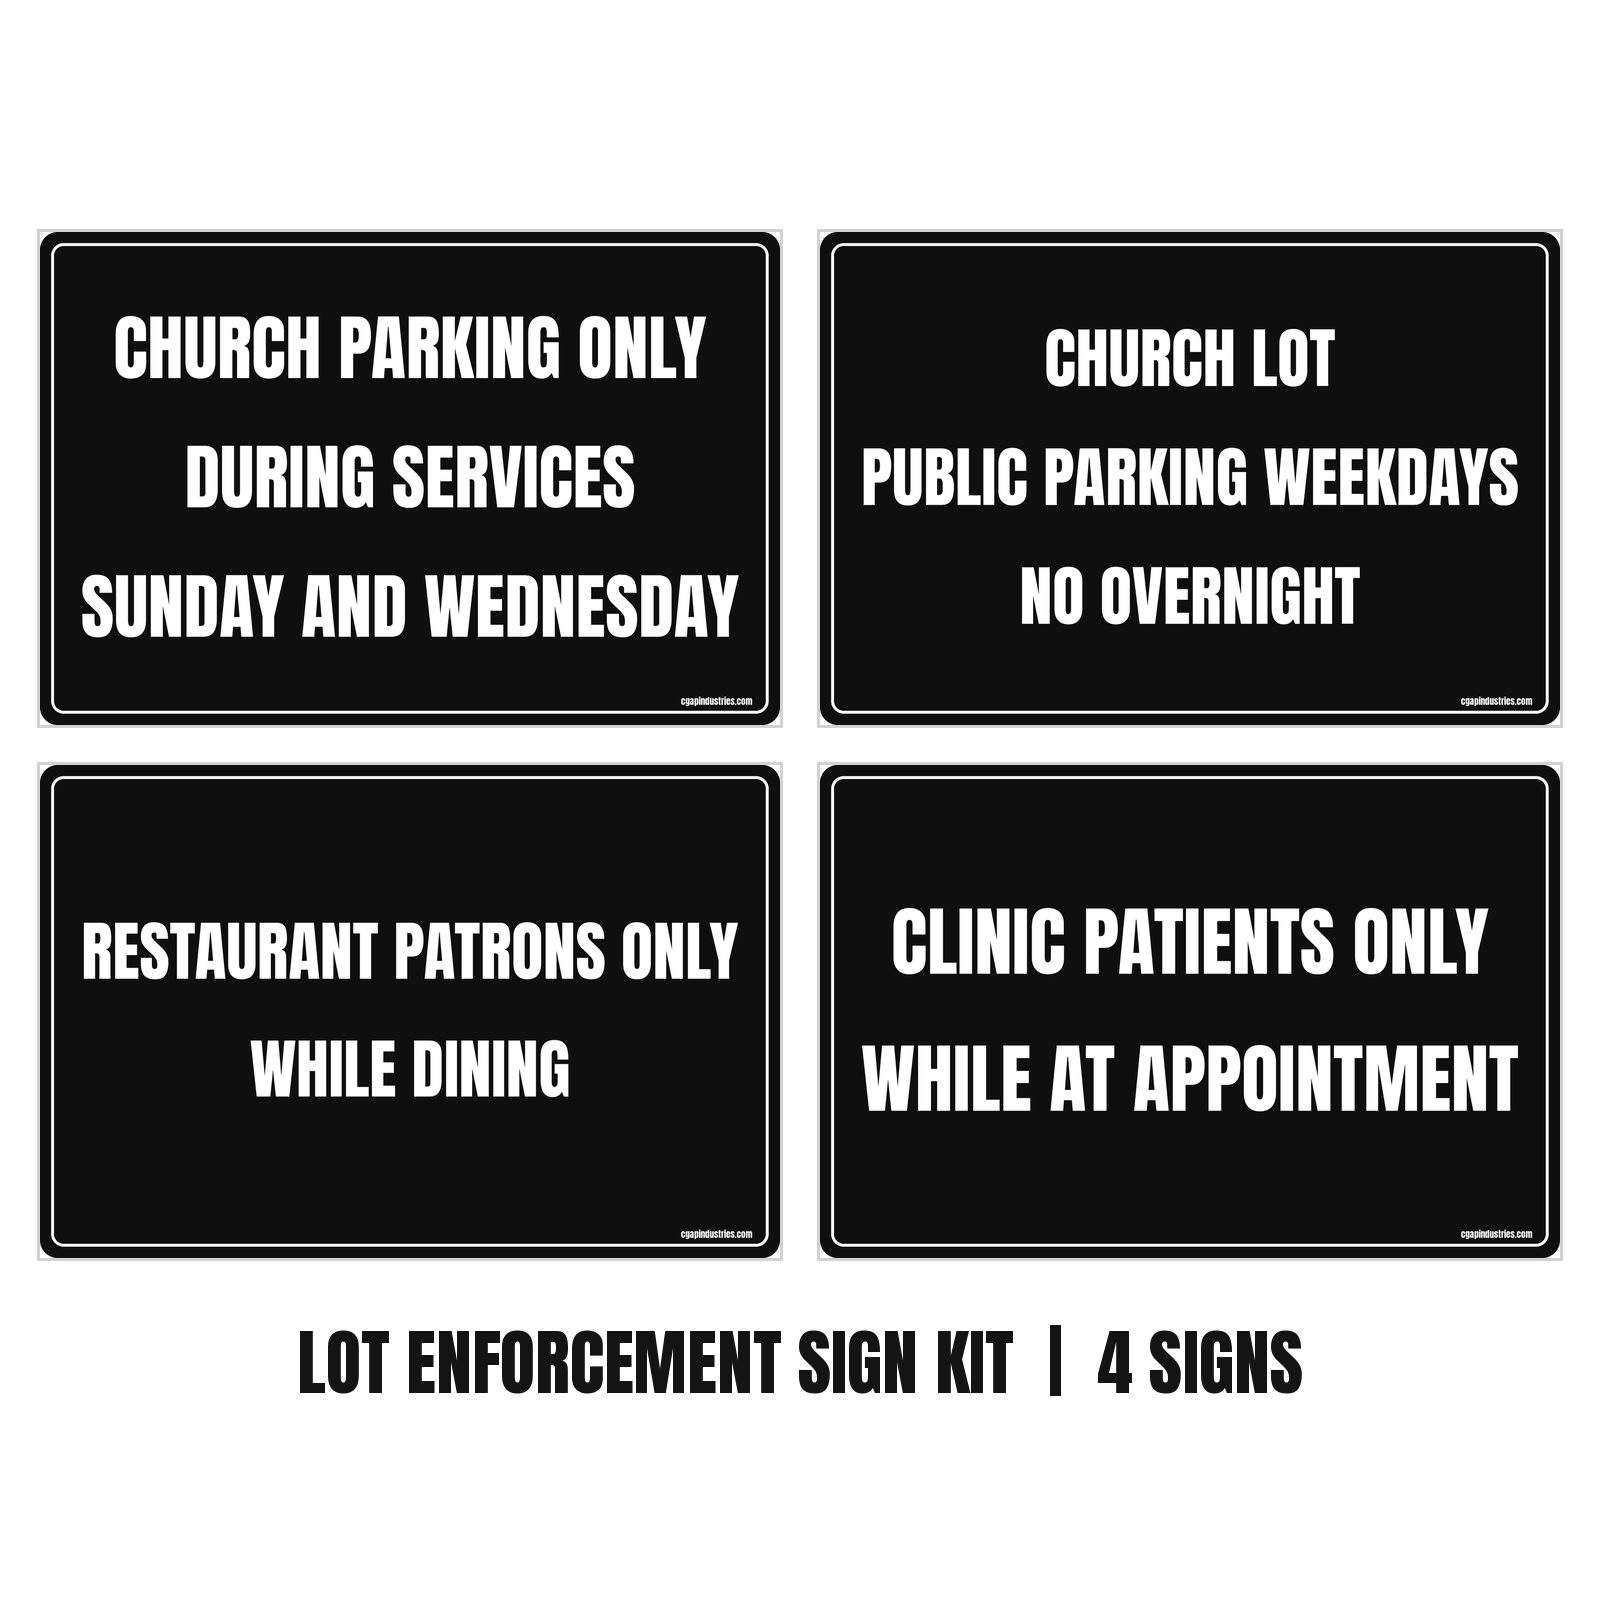 CHURCH PARKING ONLY
DURING SERVICES
SUNDAY AND WEDNESDAY
cgapindustries.com
CHURCH LOT
PUBLIC PARKING WEEKDAYS
NO OVERNIGHT
cgapindustries.com
RESTAURANT PATRONS ONLY
WHILE DINING
cgapindustries.com
CLINIC PATIENTS ONLY
WHILE AT APPOINTMENT
cgapindustries.com
LOT ENFORCEMENT SIGN KIT | 4 SIGNS